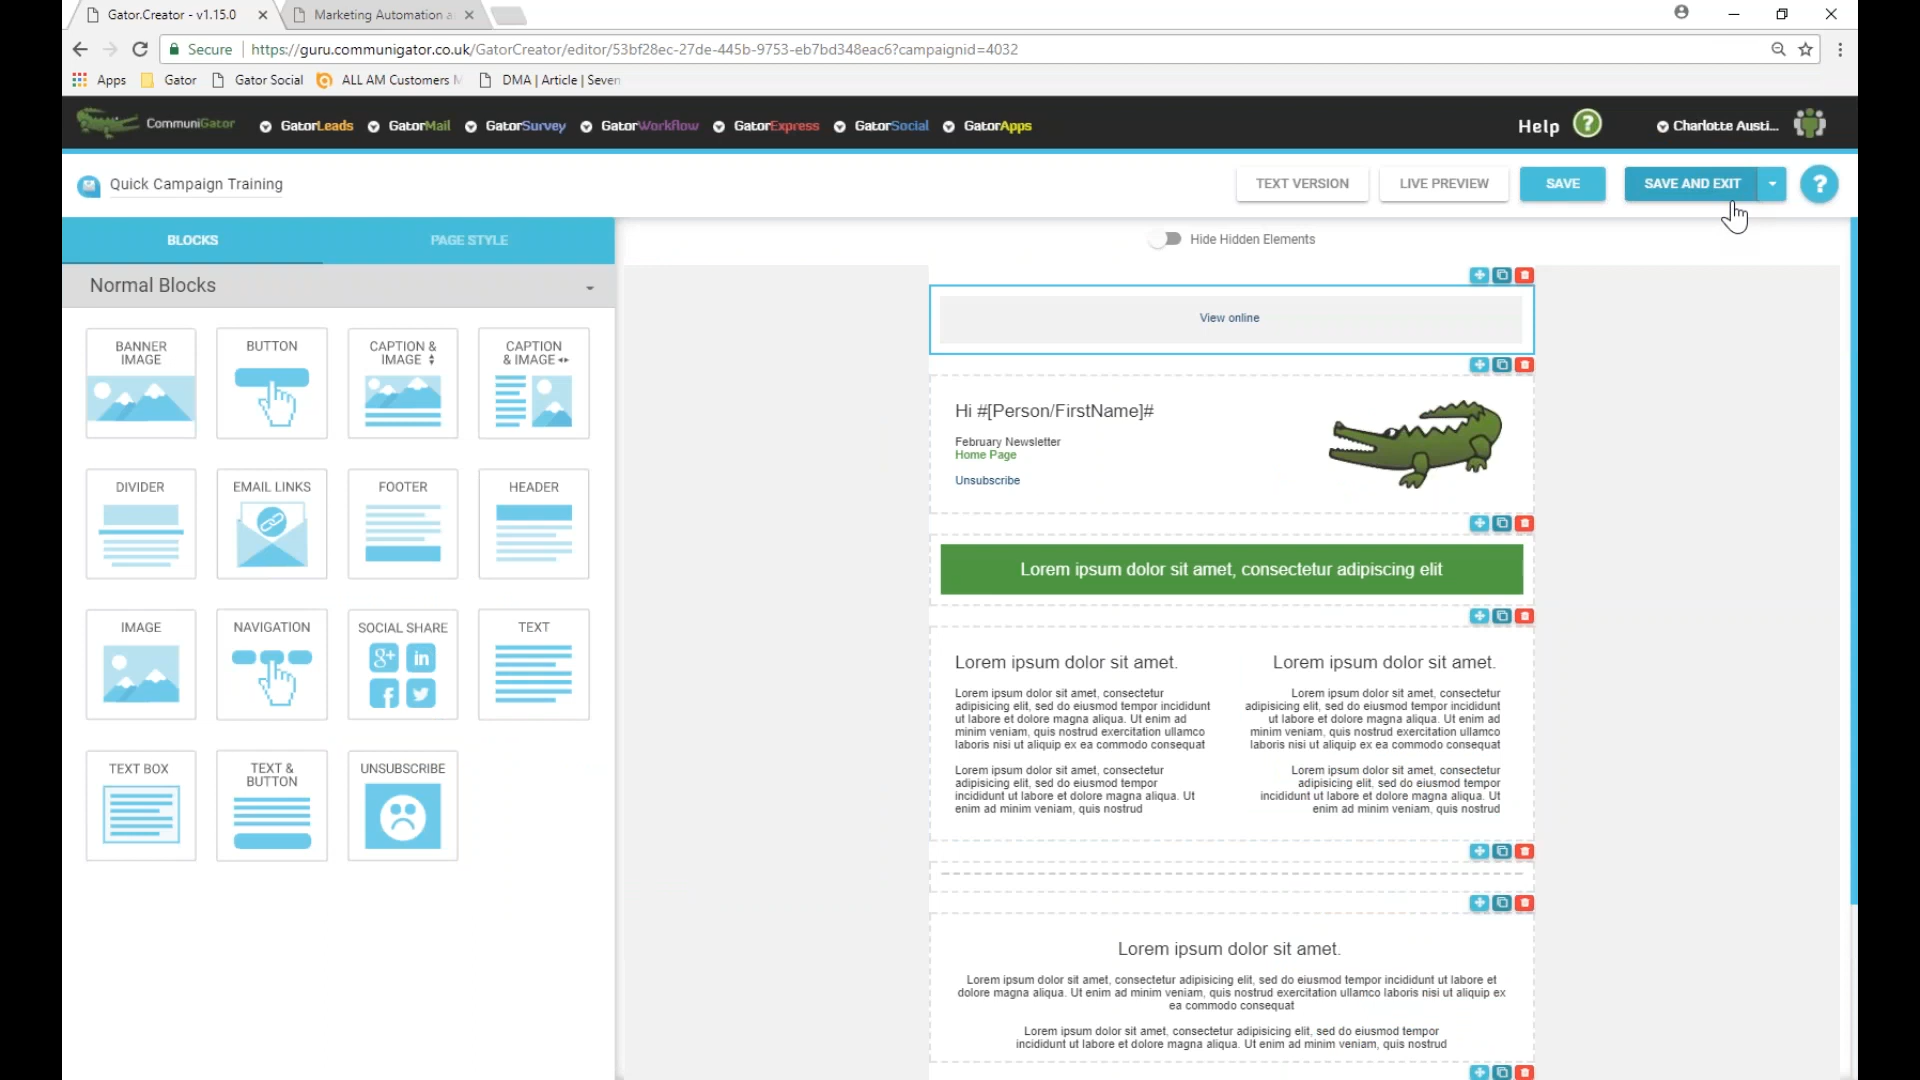 Gator.Creator - v1.15.0
Marketing Automation a
Secure
https://guru.communigator.co.uk/GatorCreator/editor/53bf28ec-27de-445b-9753-eb7bd348eac6?campaignid=4032
Apps
Gator
Gator Social
ALL AM Customers M
DMA | Article | Seven
CommuniGator
GatorLeads
GatorMail
GatorSurvey
GatorWorkflow
GatorExpress
GatorSocial
GatorApps
Help ?
Charlotte Austi...
Quick Campaign Training
TEXT VERSION
LIVE PREVIEW
SAVE
SAVE AND EXIT
?
BLOCKS
PAGE STYLE
Hide Hidden Elements
Normal Blocks
BANNER
IMAGE
BUTTON
CAPTION &
IMAGE
CAPTION
& IMAGE
DIVIDER
EMAIL LINKS
FOOTER
HEADER
IMAGE
NAVIGATION
SOCIAL SHARE
g+
in
f
TEXT
TEXT BOX
TEXT &
BUTTON
UNSUBSCRIBE
View online
Hi #[Person/FirstName]#
February Newsletter
Home Page
Unsubscribe
Lorem ipsum dolor sit amet, consectetur adipiscing elit
Lorem ipsum dolor sit amet.
Lorem ipsum dolor sit amet, consectetur
adipisicing elit, sed do eiusmod tempor incididunt
ut labore et dolore magna aliqua. Ut enim ad
minim veniam, quis nostrud exercitation ullamco
laboris nisi ut aliquip ex ea commodo consequat
Lorem ipsum dolor sit amet, consectetur
adipisicing elit, sed do eiusmod tempor
incididunt ut labore et dolore magna aliqua. Ut
enim ad minim veniam, quis nostrud
Lorem ipsum dolor sit amet.
Lorem ipsum dolor sit amet, consectetur
adipisicing elit, sed do eiusmod tempor incididunt
ut labore et dolore magna aliqua. Ut enim ad
minim veniam, quis nostrud exercitation ullamco
laboris nisi ut aliquip ex ea commodo consequat
Lorem ipsum dolor sit amet, consectetur
adipisicing elit, sed do eiusmod tempor
incididunt ut labore et dolore magna aliqua. Ut
enim ad minim veniam, quis nostrud
Lorem ipsum dolor sit amet.
Lorem ipsum dolor sit amet, consectetur adipisicing elit, sed do eiusmod tempor incididunt ut labore et
dolore magna aliqua. Ut enim ad minim veniam, quis nostrud exercitation ullamco laboris nisi ut aliquip ex
ea commodo consequat
Lorem ipsum dolor sit amet, consectetur adipisicing elit, sed do eiusmod tempor
incididunt ut labore et dolore magna aliqua. Ut enim ad minim veniam, quis nostrud